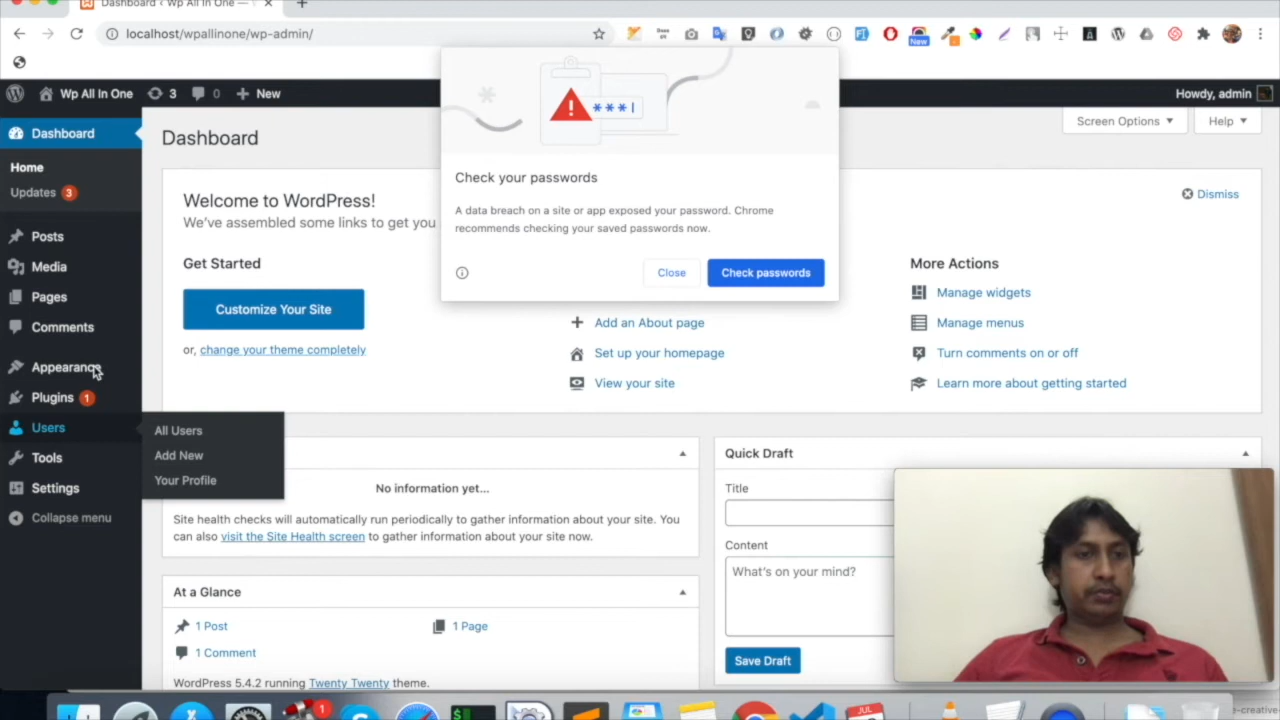 Dashboard ‹ Wp All In One —
localhost/wpallinone/wp-admin/
New
Wp All In One
3
0
New
Howdy, admin
Dashboard
Home
Updates 3
Posts
Media
Pages
Comments
Appearance
Plugins 1
Users
Tools
Settings
Collapse menu
All Users
Add New
Your Profile
Dashboard
Screen Options
Help
Welcome to WordPress!
We've assembled some links to get you
Dismiss
Get Started
Customize Your Site
or, change your theme completely
***|
Check your passwords
A data breach on a site or app exposed your password. Chrome
recommends checking your saved passwords now.
Close
Check passwords
Add an About page
Set up your homepage
View your site
More Actions
Manage widgets
Manage menus
Turn comments on or off
Learn more about getting started
No information yet...
Site health checks will automatically run periodically to gather information about your site. You
can also visit the Site Health screen to gather information about your site now.
At a Glance
1 Post
1 Page
1 Comment
WordPress 5.4.2 running Twenty Twenty theme.
Quick Draft
Title
Content
What's on your mind?
Save Draft
1
JUL
e-creative-